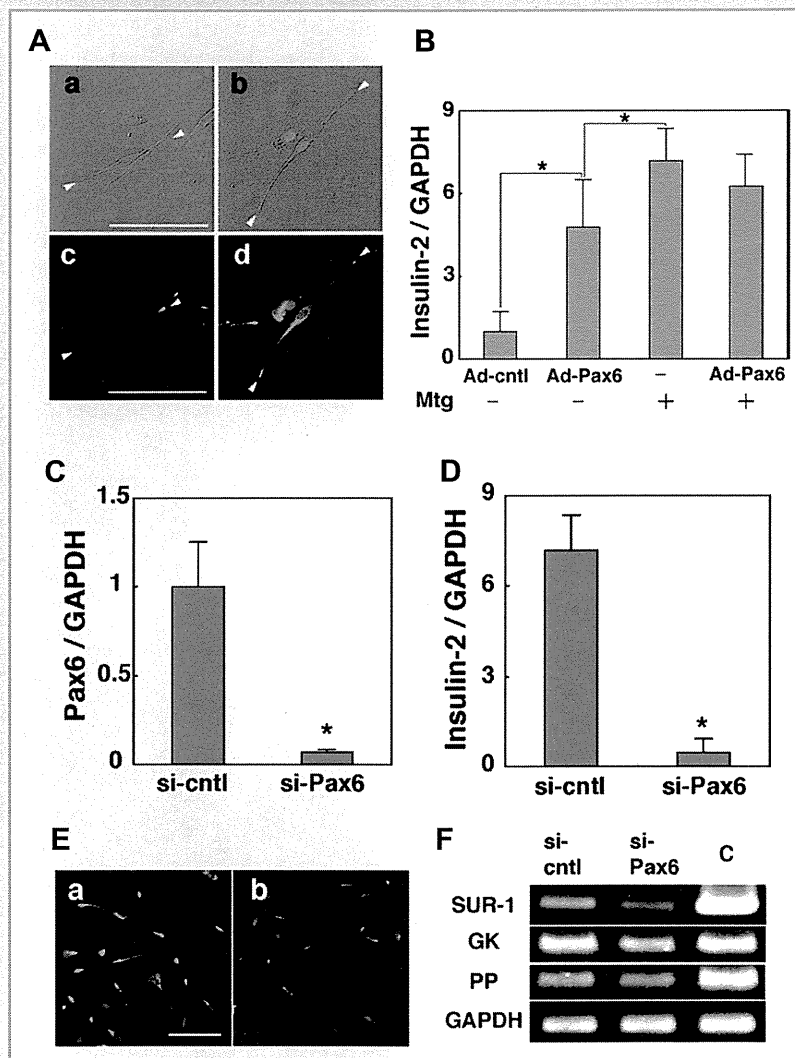 A
a
b
c
d
B
Insulin-2 / GAPDH
9
6
3
0
*
*
Ad-cntl Ad-Pax6 – Ad-Pax6
Mtg – – + +
C
Pax6 / GAPDH
1.5
1
0.5
0
*
si-cntl si-Pax6
D
Insulin-2 / GAPDH
9
6
3
0
*
si-cntl si-Pax6
E
a
b
F
si- si- C
cntl Pax6
SUR-1
GK
PP
GAPDH